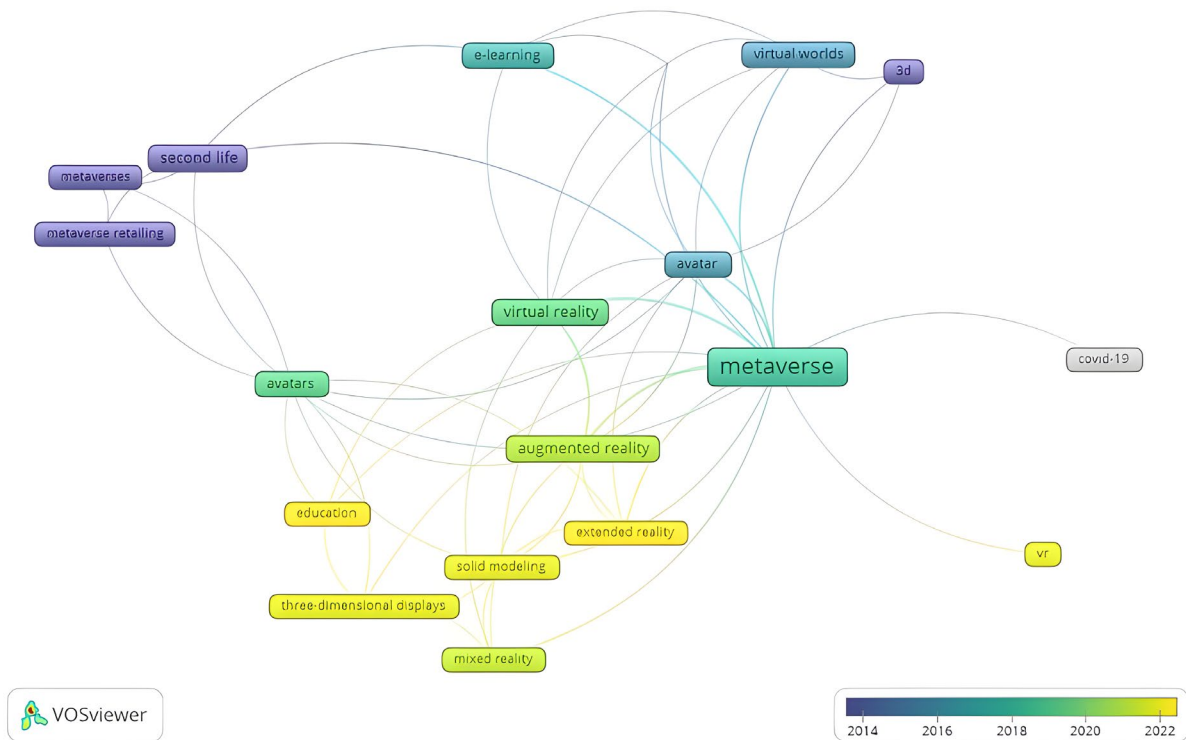 e-learning
virtual worlds
3d
second life
metaverses
metaverse retailing
avatar
virtual reality
metaverse
covid-19
avatars
augmented reality
education
extended reality
vr
solid modeling
three-dimensional displays
mixed reality
VOSviewer
2014 2016 2018 2020 2022